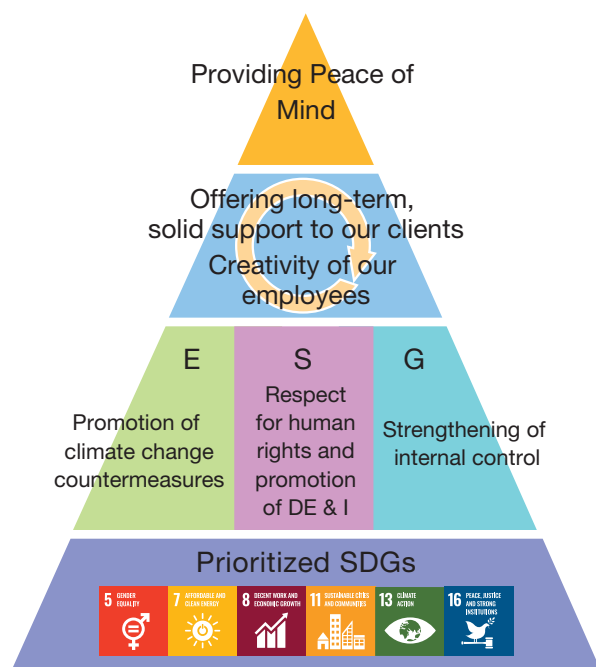 Providing Peace of
Mind
Offering long-term,
solid support to our clients
Creativity of our
employees
E
Promotion of
climate change
countermeasures
S
Respect
for human
rights and
promotion
of DE & I
G
Strengthening of
internal control
Prioritized SDGs
5 GENDER
EQUALITY
7 AFFORDABLE AND
CLEAN ENERGY
8 DECENT WORK AND
ECONOMIC GROWTH
11 SUSTAINABLE CITIES
AND COMMUNITIES
13 CLIMATE
ACTION
16 PEACE, JUSTICE
AND STRONG
INSTITUTIONS